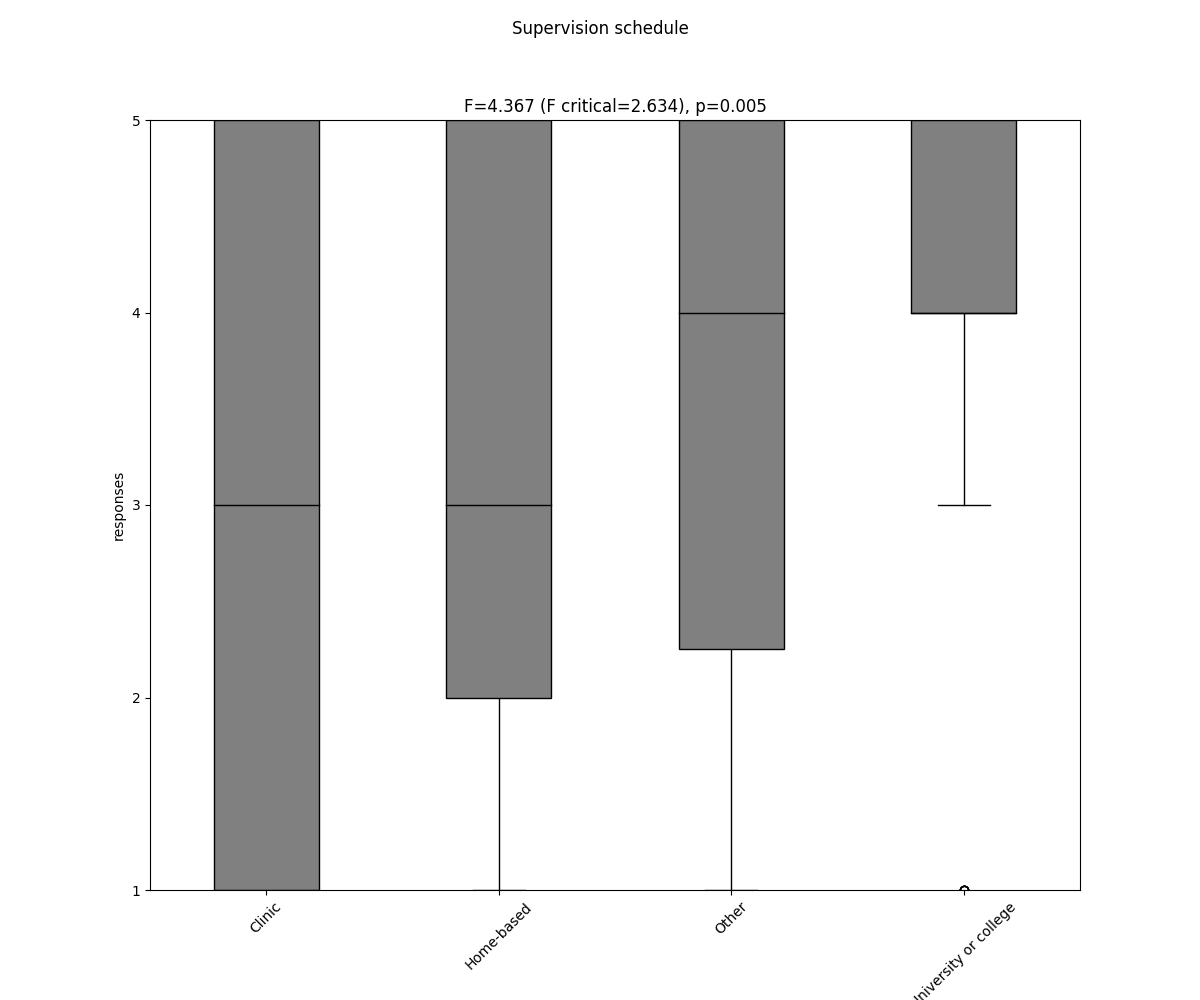 Supervision schedule
F=4.367 (F critical=2.634), p=0.005
5
4
3
2
1
responses
Clinic
Home-based
Other
or college